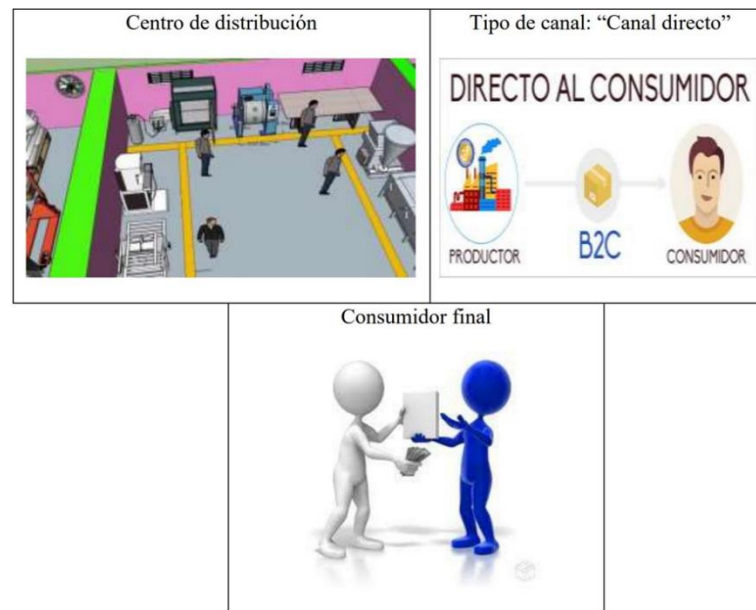 Centro de distribución
Tipo de canal: “Canal directo”
DIRECTO AL CONSUMIDOR
PRODUCTOR
B2C
CONSUMIDOR
Consumidor final